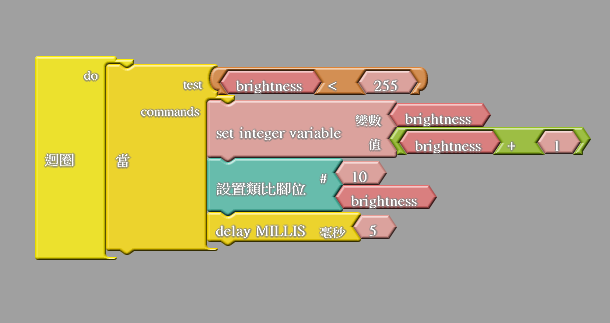 迴圈 do
當 test brightness < 255
commands
set integer variable 變數 brightness
值 brightness + 1
設置類比腳位 # 10
brightness
delay MILLIS 毫秒 5